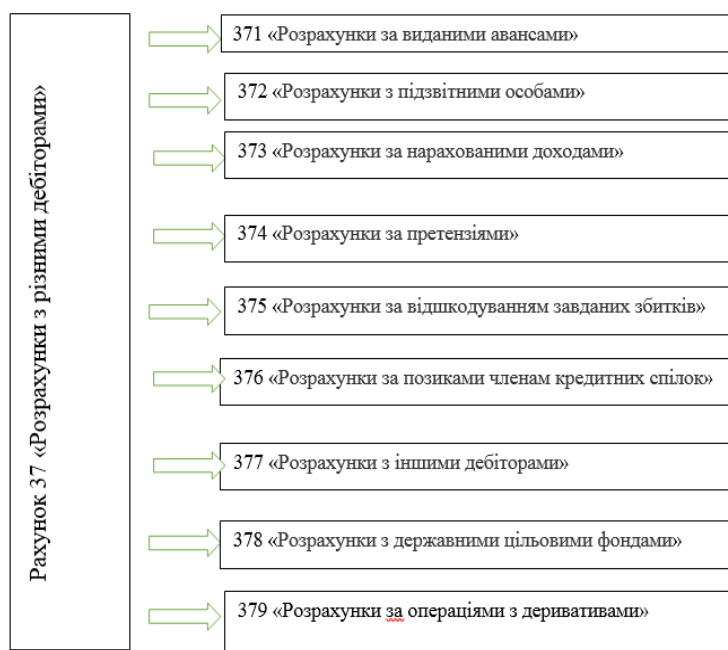 Рахунок 37 «Розрахунки з різними дебіторами»
371 «Розрахунки за виданими авансами»
372 «Розрахунки з підзвітними особами»
373 «Розрахунки за нарахованими доходами»
374 «Розрахунки за претензіями»
375 «Розрахунки за відшкодуванням завданих збитків»
376 «Розрахунки за позиками членам кредитних спілок»
377 «Розрахунки з іншими дебіторами»
378 «Розрахунки з державними цільовими фондами»
379 «Розрахунки за операціями з деривативами»